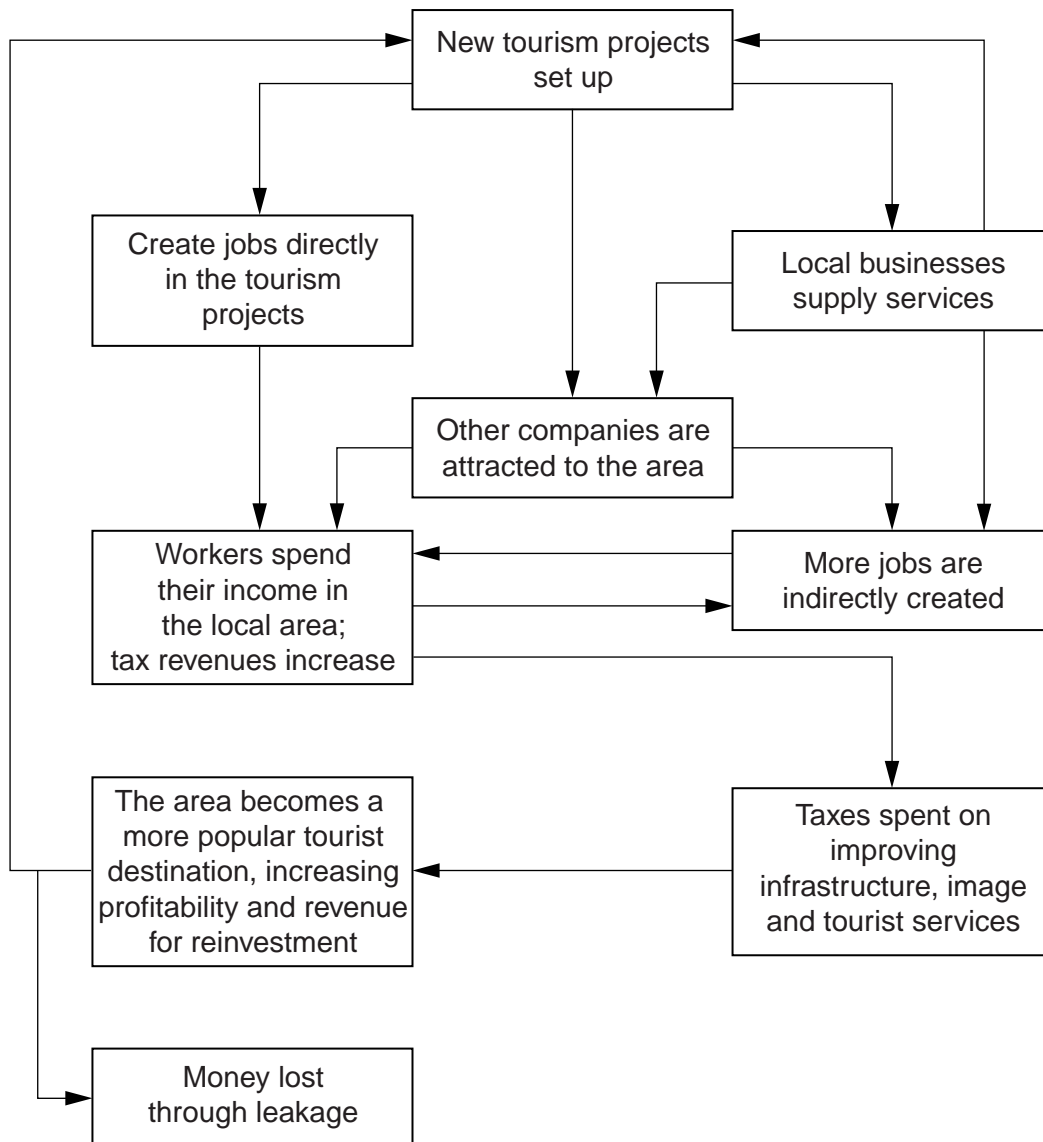 New tourism projects
set up
Create jobs directly
in the tourism
projects
Local businesses
supply services
Other companies are
attracted to the area
Workers spend
their income in
the local area;
tax revenues increase
More jobs are
indirectly created
The area becomes a
more popular tourist
destination, increasing
profitability and revenue
for reinvestment
Taxes spent on
improving
infrastructure, image
and tourist services
Money lost
through leakage